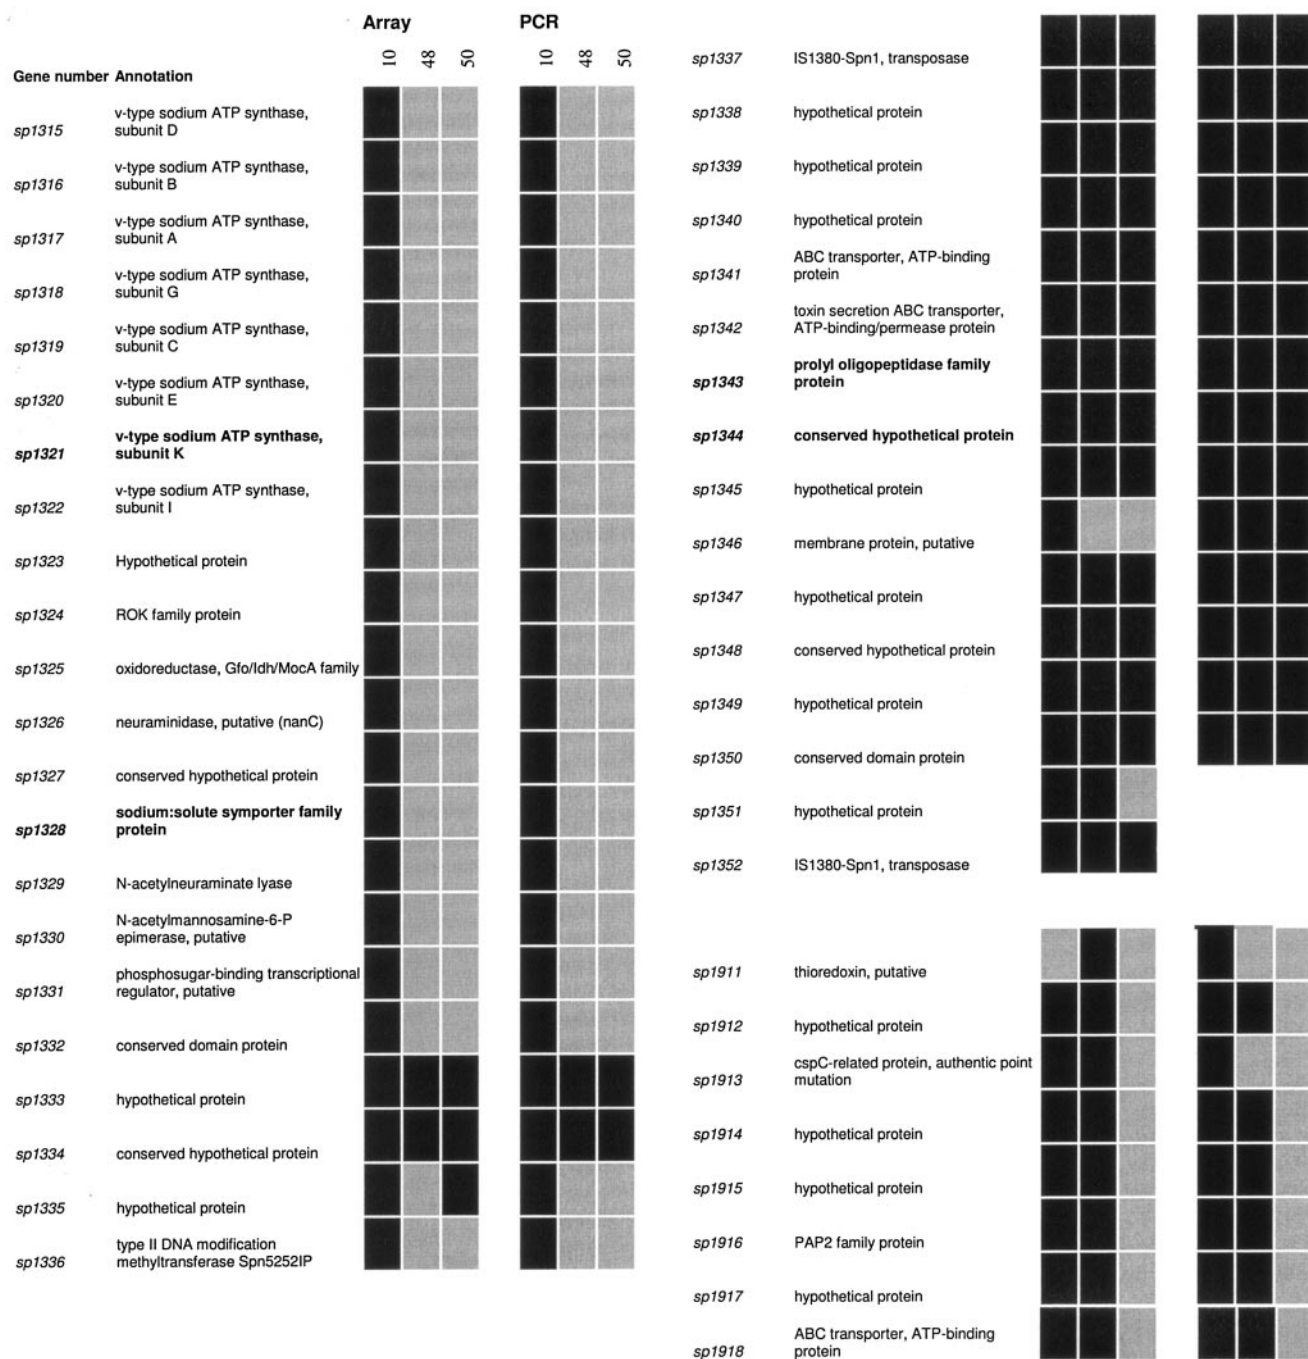 Array PCR
10 48 50 10 48 50
Gene number Annotation
v-type sodium ATP synthase,
sp1315 subunit D
v-type sodium ATP synthase,
sp1316 subunit B
v-type sodium ATP synthase,
sp1317 subunit A
v-type sodium ATP synthase,
sp1318 subunit G
v-type sodium ATP synthase,
sp1319 subunit C
v-type sodium ATP synthase,
sp1320 subunit E
v-type sodium ATP synthase,
sp1321 subunit K
v-type sodium ATP synthase,
sp1322 subunit I
sp1323 Hypothetical protein
sp1324 ROK family protein
sp1325 oxidoreductase, Gfo/Idh/MocA family
sp1326 neuraminidase, putative (nanC)
sp1327 conserved hypothetical protein
sodium:solute symporter family
sp1328 protein
sp1329 N-acetylneuraminate lyase
N-acetylmannosamine-6-P
sp1330 epimerase, putative
phosphosugar-binding transcriptional
sp1331 regulator, putative
sp1332 conserved domain protein
sp1333 hypothetical protein
sp1334 conserved hypothetical protein
sp1335 hypothetical protein
type II DNA modification
sp1336 methyltransferase Spn5252IP
sp1337 IS1380-Spn1, transposase
sp1338 hypothetical protein
sp1339 hypothetical protein
sp1340 hypothetical protein
ABC transporter, ATP-binding
sp1341 protein
toxin secretion ABC transporter,
sp1342 ATP-binding/permease protein
prolyl oligopeptidase family
sp1343 protein
sp1344 conserved hypothetical protein
sp1345 hypothetical protein
sp1346 membrane protein, putative
sp1347 hypothetical protein
sp1348 conserved hypothetical protein
sp1349 hypothetical protein
sp1350 conserved domain protein
sp1351 hypothetical protein
sp1352 IS1380-Spn1, transposase
sp1911 thioredoxin, putative
sp1912 hypothetical protein
cspC-related protein, authentic point
sp1913 mutation
sp1914 hypothetical protein
sp1915 hypothetical protein
sp1916 PAP2 family protein
sp1917 hypothetical protein
ABC transporter, ATP-binding
sp1918 protein